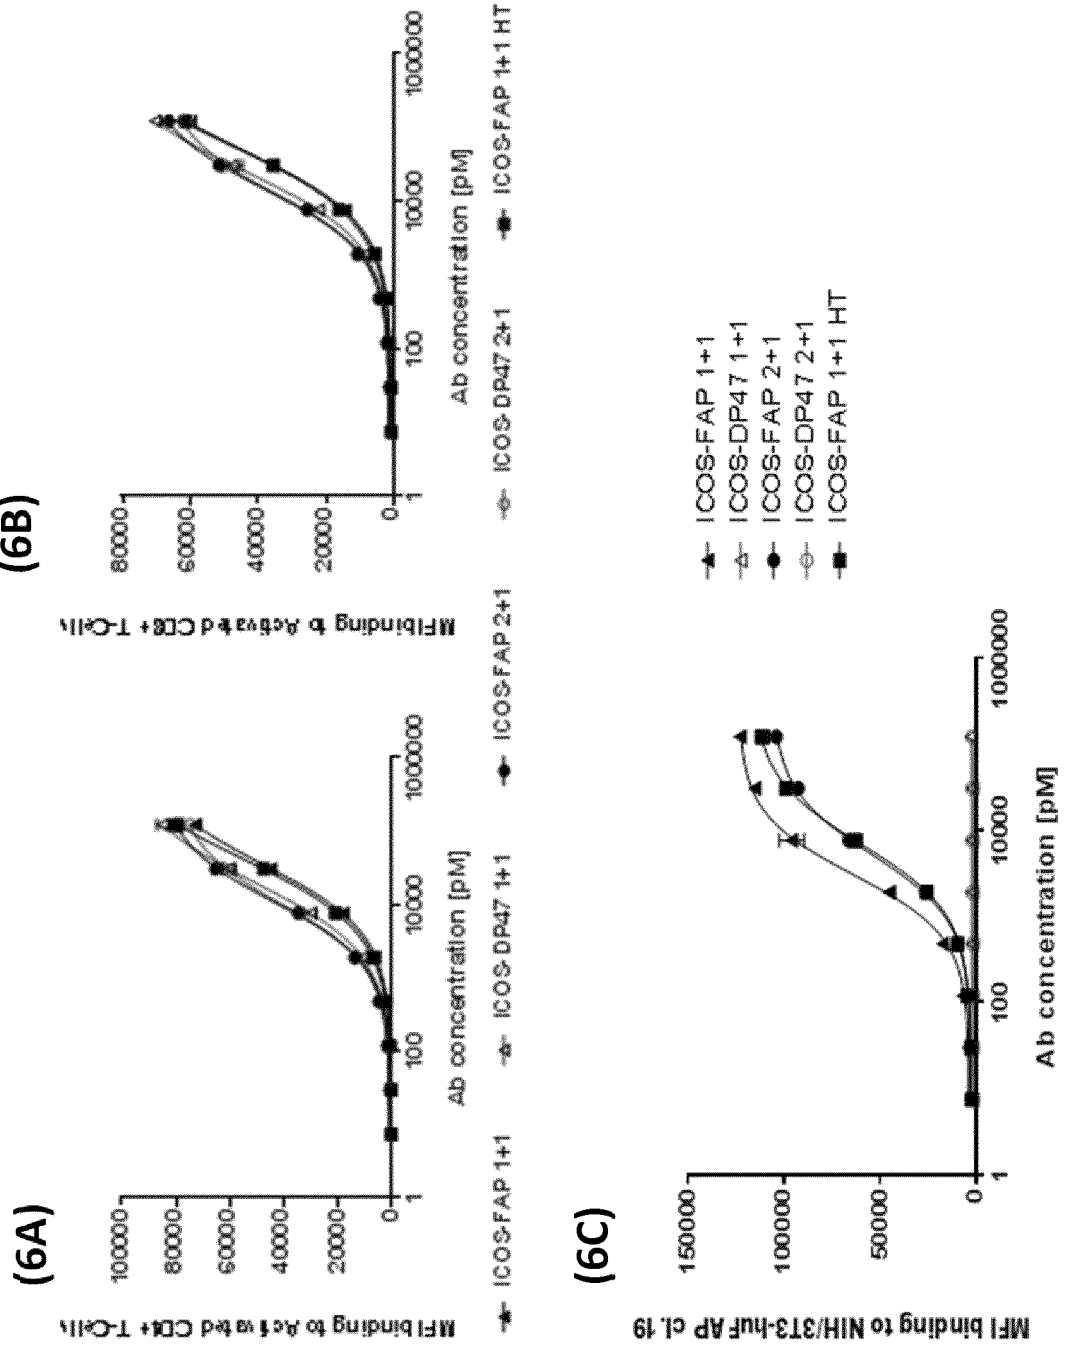 (6A)
MFI binding to Activated CD4+ T-Cells
100000
80000
60000
40000
20000
0
1
100
10000
1000000
Ab concentration [pM]
(6B)
MFI binding to Activated CD8+ T-Cells
80000
60000
40000
20000
0
1
100
10000
1000000
Ab concentration [pM]
ICOS-FAP 1+1 ICOS-DP47 1+1 ICOS-FAP 2+1 ICOS-DP47 2+1 ICOS-FAP 1+1 HT
(6C)
MFI binding to NIH/3T3-huFAP cl.19
150000
100000
50000
0
1
100
10000
1000000
Ab concentration [pM]
ICOS-FAP 1+1
ICOS-DP47 1+1
ICOS-FAP 2+1
ICOS-DP47 2+1
ICOS-FAP 1+1 HT